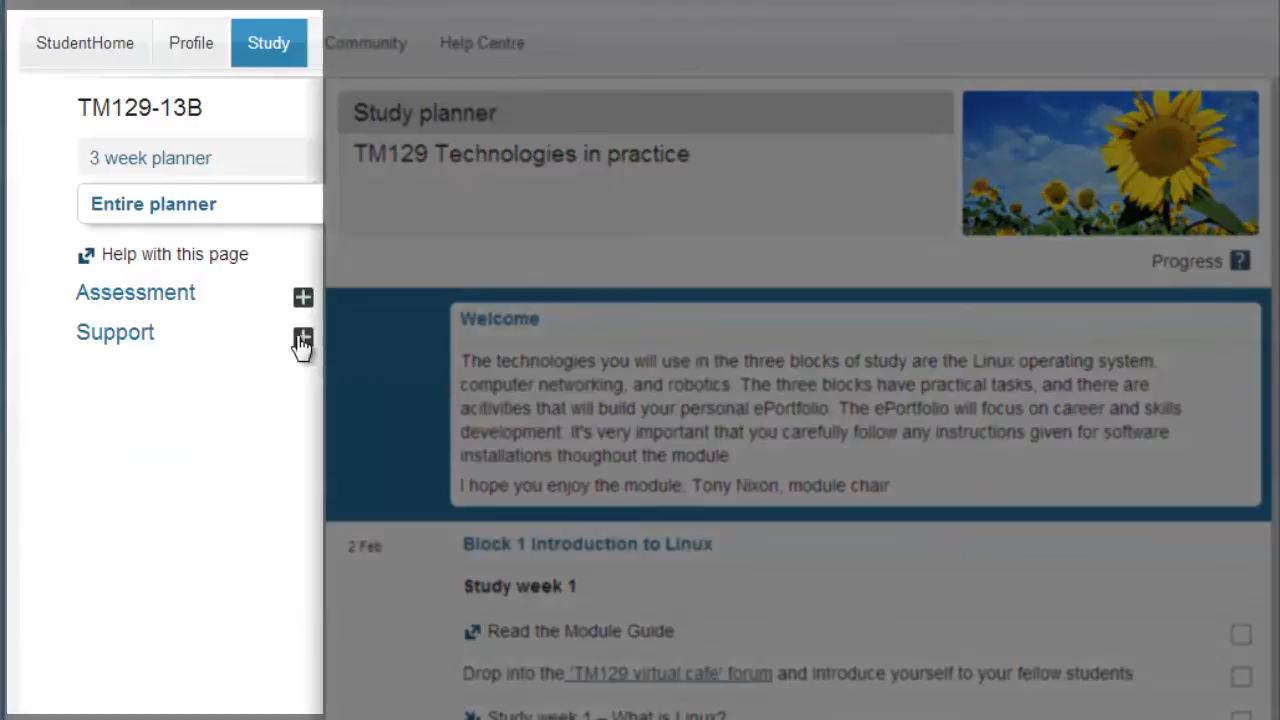 StudentHome Profile Study Community Help Centre
TM129-13B
3 week planner
Entire planner
Help with this page
Assessment
Support
Study planner
TM129 Technologies in practice
Progress ?
Welcome
The technologies you will use in the three blocks of study are the Linux operating system,
computer networking, and robotics. The three blocks have practical tasks, and there are
acitivities that will build your personal ePortfolio. The ePortfolio will focus on career and skills
development. It's very important that you carefully follow any instructions given for software
installations thoughout the module.
I hope you enjoy the module, Tony Nixon, module chair
2 Feb
Block 1 Introduction to Linux
Study week 1
Read the Module Guide
Drop into the 'TM129 virtual cafe' forum and introduce yourself to your fellow students
Study week 1 – What is Linux?